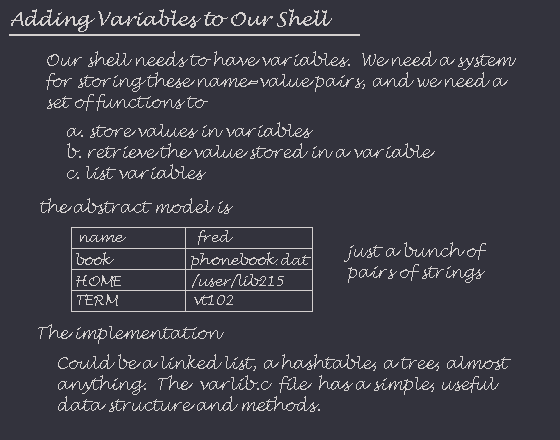 Adding Variables to Our Shell
Our shell needs to have variables. We need a system
for storing these name=value pairs, and we need a
set of functions to
a. store values in variables
b. retrieve the value stored in a variable
c. list variables
the abstract model is
name fred
book phonebook.dat
HOME /user/lib215
TERM vt102
just a bunch of
pairs of strings
The implementation
Could be a linked list, a hashtable, a tree, almost
anything. The varlib.c file has a simple, useful
data structure and methods.